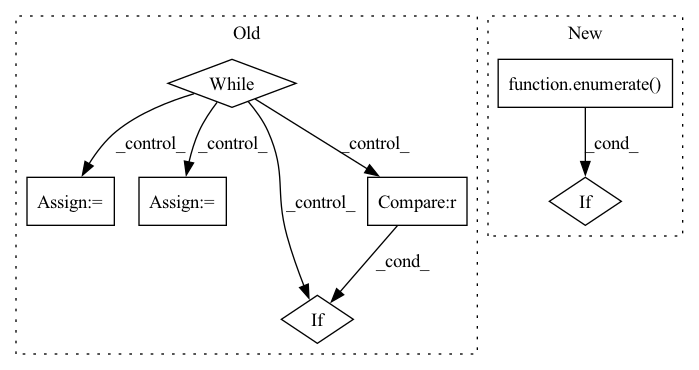 Old
New
While
function.enumerate()
_control_
_control_
_control_
_control_
_cond_
Assign:=
Assign:=
Compare:r
If
_cond_
If